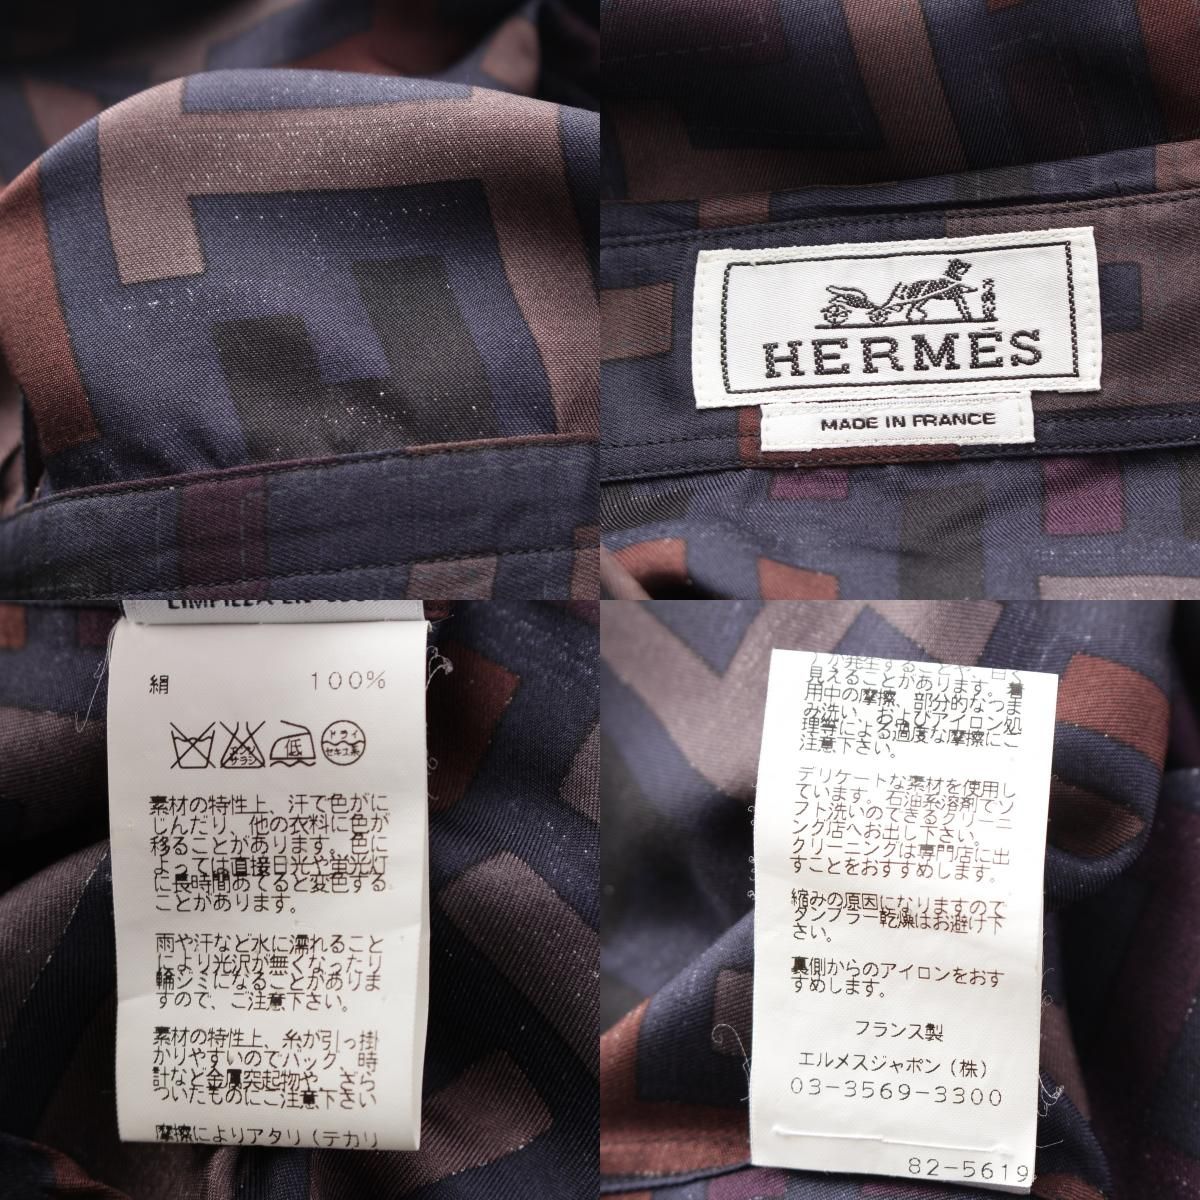 HERMÈS
MADE IN FRANCE
絹 100%
低
ドライ
セキユ系
素材の特性上、汗で色がに
じんだり、他の衣料に色が
移ることがあります。色に
よっては直接日光や蛍光灯
に長時間あてると変色する
ことがあります。
雨や汗など水に濡れること
により光沢が無くなったり
輪ジミになることがありま
すので、ご注意下さい。
素材の特性上、糸が引っ掛
かりやすいのでバック、時
計など金属突起物や、ざら
ついたものにご注意下さい
摩擦によりアタリ(テカリ
が発生することや、白く
見えることがあります。着
用中の摩擦、部分的なつま
み洗い、およびアイロン処
理等による過度な摩擦にご
注意下さい。
デリケートな素材を使用し
ています。石油系溶剤でソ
フト洗いのできるクリーニ
ング店へお出し下さい。
クリーニングは専門店に出
すことをおすすめします。
縮みの原因になりますので
タンブラー乾燥はお避け下
さい。
裏側からのアイロンをおす
すめします。
フランス製
エルメスジャポン(株)
03-3569-3300
82-5619